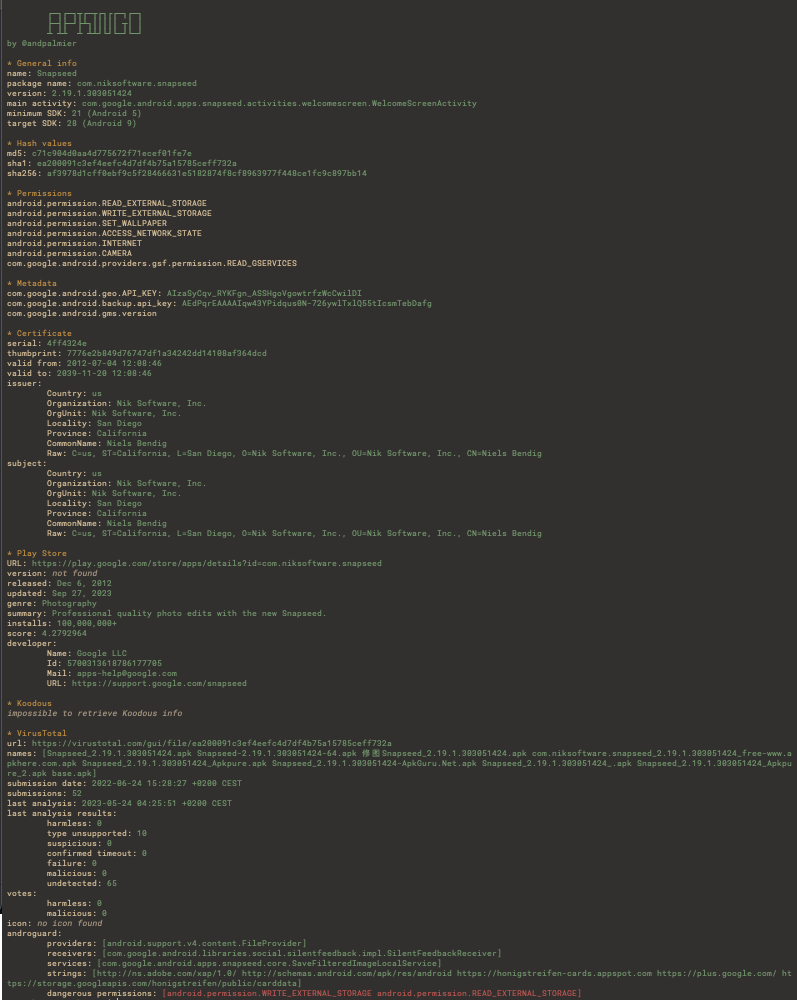 by @andpalmier
* General info
name: Snapseed
package name: com.niksoftware.snapseed
version: 2.19.1.303051424
main activity: com.google.android.apps.snapseed.activities.welcomescreen.WelcomeScreenActivity
minimum SDK: 21 (Android 5)
target SDK: 28 (Android 9)
* Hash values
md5: c71c904d0aa4d775672f71ecef01fe7e
sha1: ea200091c3ef4eefc4d7df4b75a15785ceff732a
sha256: af3978d1cff0ebf9c5f28466631e5182874f8cf8963977f448ce1fc9c897bb14
* Permissions
android.permission.READ_EXTERNAL_STORAGE
android.permission.WRITE_EXTERNAL_STORAGE
android.permission.SET_WALLPAPER
android.permission.ACCESS_NETWORK_STATE
android.permission.INTERNET
android.permission.CAMERA
com.google.android.providers.gsf.permission.READ_GSERVICES
* Metadata
com.google.android.geo.API_KEY: AIzaSyCqv_RYKFgn_ASSHgoVgowtrfzWcCwilDI
com.google.android.backup.api_key: AEdPqrEAAAAIqw43YPidqus0N-726ywlTxlQ55tIcsmTebDafg
com.google.android.gms.version
* Certificate
serial: 4ff4324e
thumbprint: 7776e2b849d76747df1a34242dd14108af364dcd
valid from: 2012-07-04 12:08:46
valid to: 2039-11-20 12:08:46
issuer:
Country: us
Organization: Nik Software, Inc.
OrgUnit: Nik Software, Inc.
Locality: San Diego
Province: California
CommonName: Niels Bendig
Raw: C=us, ST=California, L=San Diego, O=Nik Software, Inc., OU=Nik Software, Inc., CN=Niels Bendig
subject:
Country: us
Organization: Nik Software, Inc.
OrgUnit: Nik Software, Inc.
Locality: San Diego
Province: California
CommonName: Niels Bendig
Raw: C=us, ST=California, L=San Diego, O=Nik Software, Inc., OU=Nik Software, Inc., CN=Niels Bendig
* Play Store
URL: https://play.google.com/store/apps/details?id=com.niksoftware.snapseed
version: not found
released: Dec 6, 2012
updated: Sep 27, 2023
genre: Photography
summary: Professional quality photo edits with the new Snapseed.
installs: 100,000,000+
score: 4.2792964
developer:
Name: Google LLC
Id: 5700313618786177705
Mail: apps-help@google.com
URL: https://support.google.com/snapseed
* Koodous
impossible to retrieve Koodous info
* VirusTotal
url: https://virustotal.com/gui/file/ea200091c3ef4eefc4d7df4b75a15785ceff732a
names: [Snapseed_2.19.1.303051424.apk Snapseed-2.19.1.303051424-64.apk 修图Snapseed_2.19.1.303051424.apk com.niksoftware.snapseed_2.19.1.303051424_free-www.a
pkhere.com.apk Snapseed_2.19.1.303051424_Apkpure.apk Snapseed_2.19.1.303051424-ApkGuru.Net.apk Snapseed_2.19.1.303051424_.apk Snapseed_2.19.1.303051424_Apkpu
re_2.apk base.apk]
submission date: 2022-06-24 15:28:27 +0200 CEST
submissions: 52
last analysis: 2023-05-24 04:25:51 +0200 CEST
last analysis results:
harmless: 0
type unsupported: 10
suspicious: 0
confirmed timeout: 0
failure: 0
malicious: 0
undetected: 65
votes:
harmless: 0
malicious: 0
icon: no icon found
androguard:
providers: [android.support.v4.content.FileProvider]
receivers: [com.google.android.libraries.social.silentfeedback.impl.SilentFeedbackReceiver]
services: [com.google.android.apps.snapseed.core.SaveFilteredImageLocalService]
strings: [http://ns.adobe.com/xap/1.0/ http://schemas.android.com/apk/res/android https://honigstreifen-cards.appspot.com https://plus.google.com/ ht
tps://storage.googleapis.com/honigstreifen/public/carddata]
dangerous permissions: [android.permission.WRITE_EXTERNAL_STORAGE android.permission.READ_EXTERNAL_STORAGE]